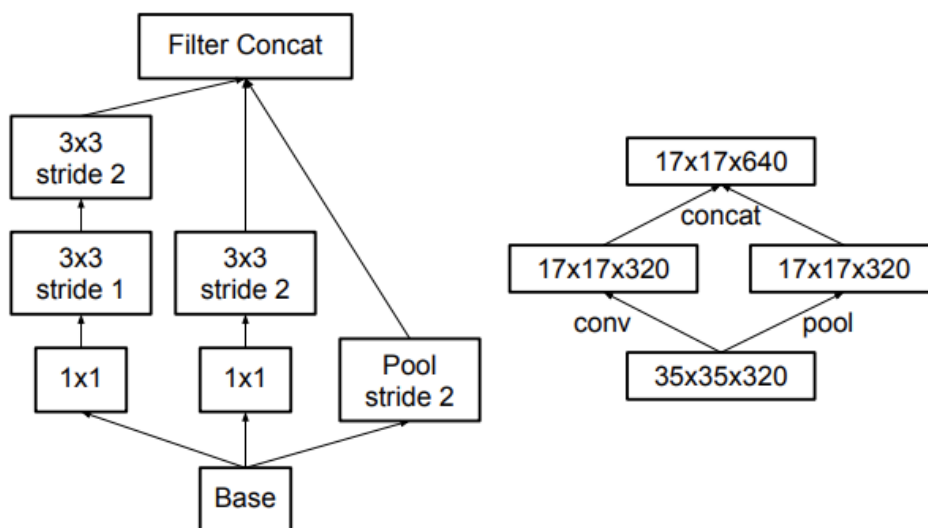 Filter Concat
3x3
stride 2
3x3
stride 1
3x3
stride 2
1x1
1x1
Pool
stride 2
Base
17x17x640
concat
17x17x320
17x17x320
conv
pool
35x35x320